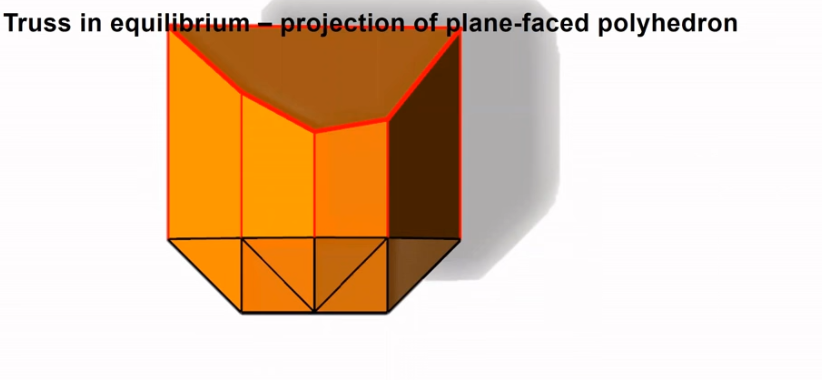 Truss in equilibrium – projection of plane-faced polyhedron